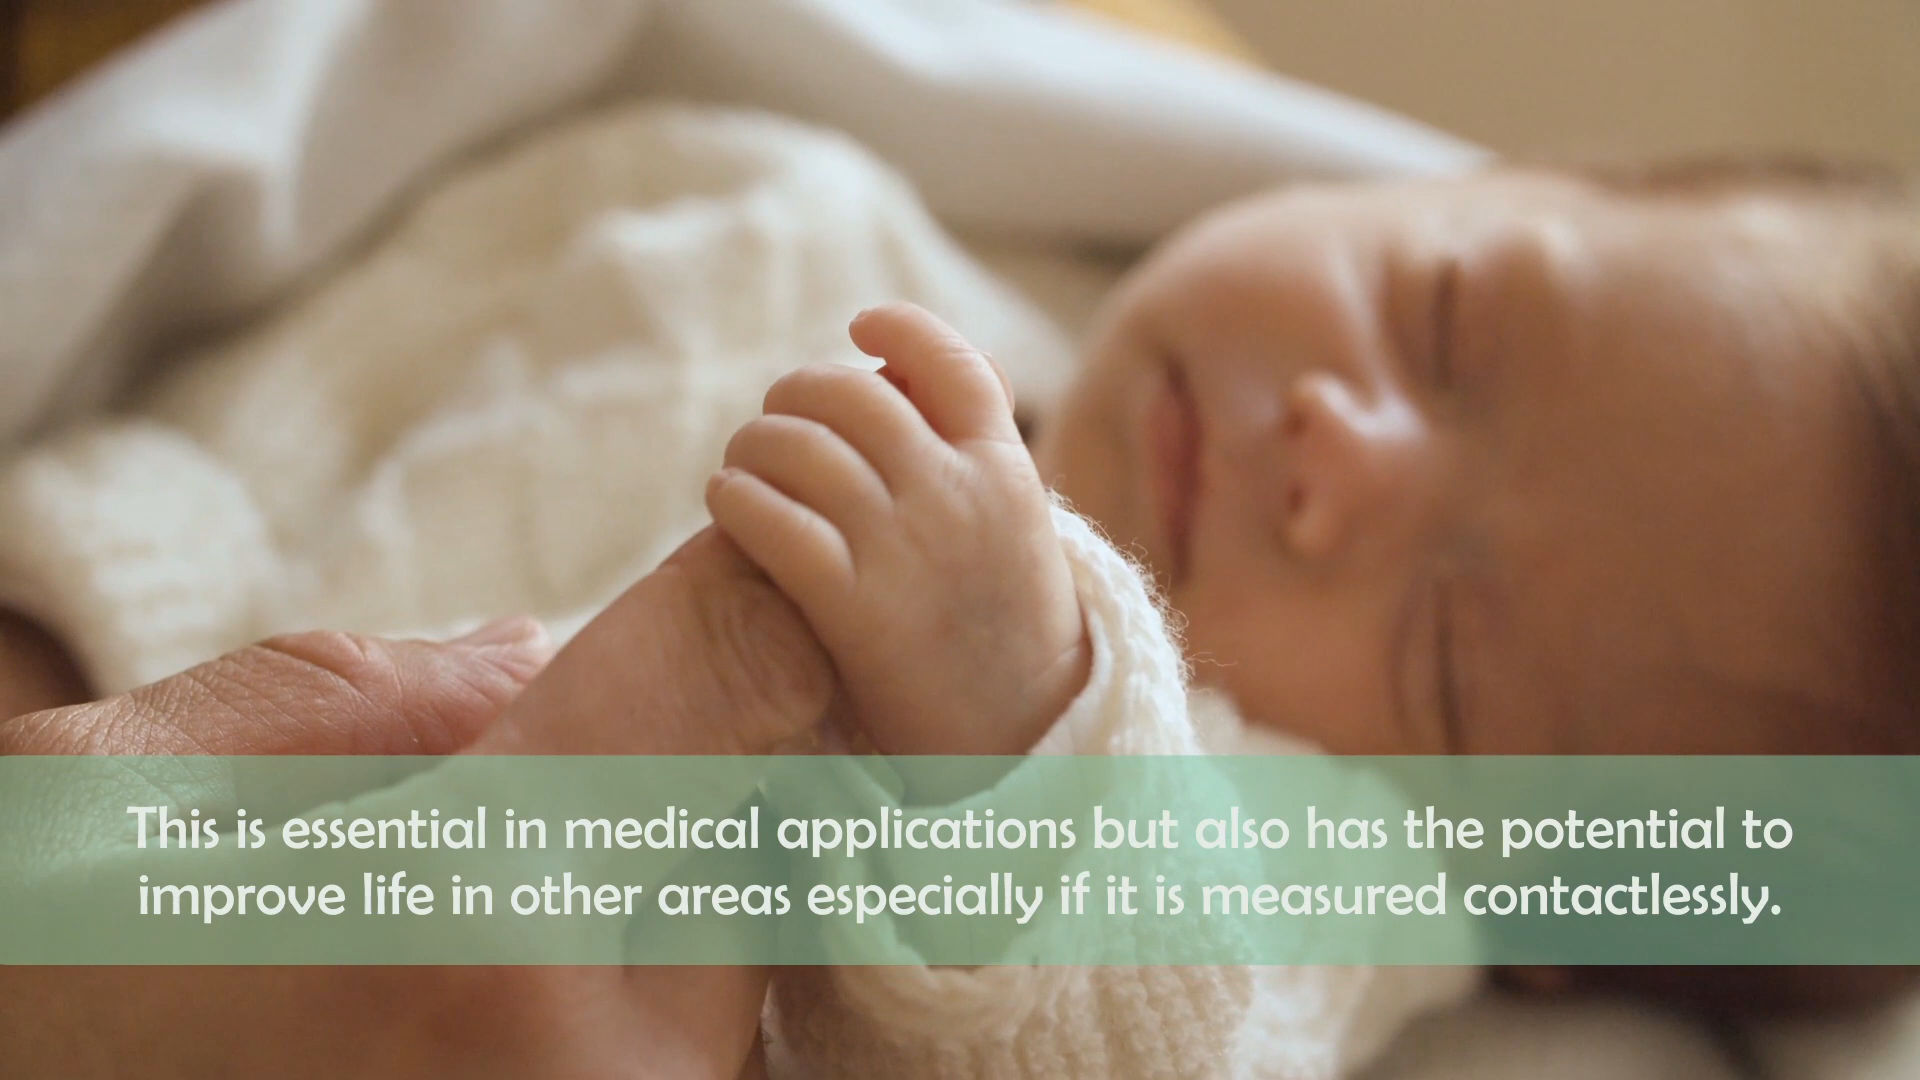 This is essential in medical applications but also has the potential to
improve life in other areas especially if it is measured contactlessly.